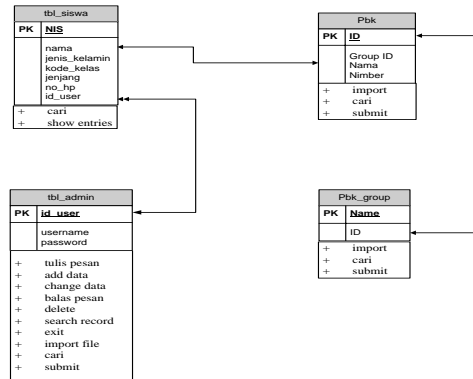 tbl_siswa
PK NIS
nama
jenis_kelamin
kode_kelas
jenjang
no_hp
id_user
+ cari
+ show entries
Pbk
PK ID
Group ID
Nama
Nimber
+ import
+ cari
+ submit
tbl_admin
PK id_user
username
password
+ tulis pesan
+ add data
+ change data
+ balas pesan
+ delete
+ search record
+ exit
+ import file
+ cari
+ submit
Pbk_group
PK Name
ID
+ import
+ cari
+ submit